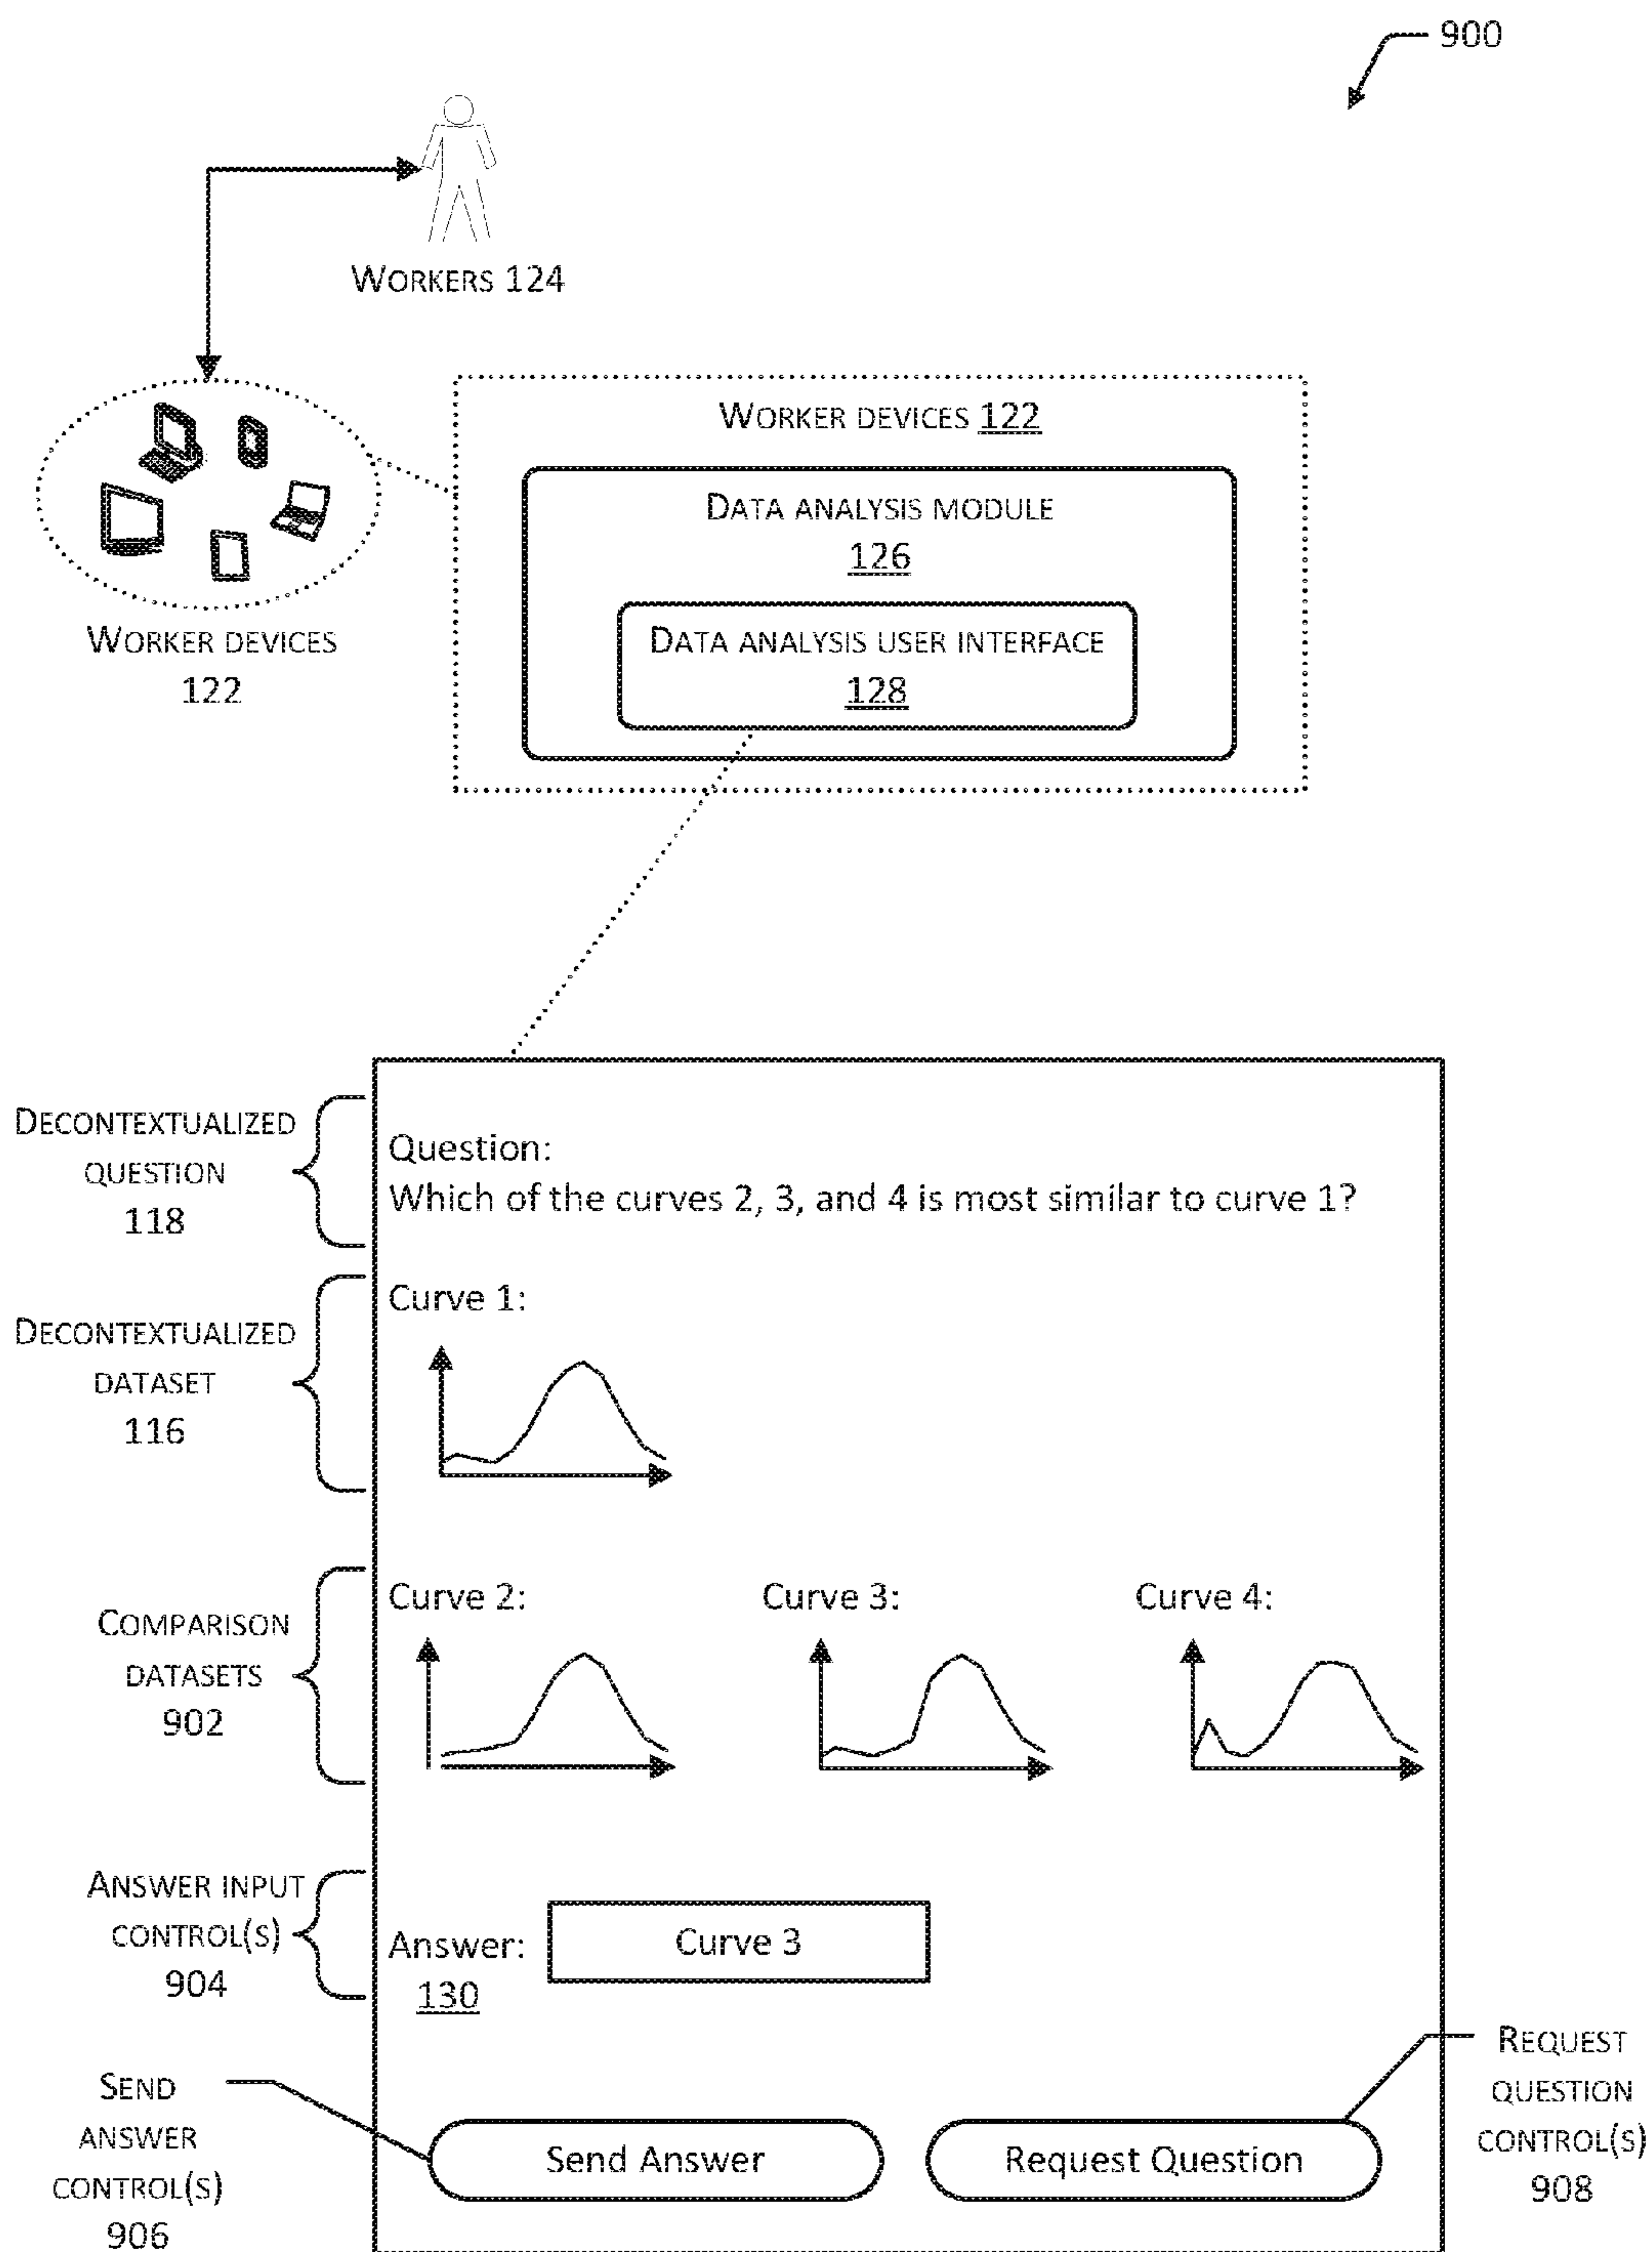 900
WORKERS 124
WORKER DEVICES 122
DATA ANALYSIS MODULE
126
DATA ANALYSIS USER INTERFACE
128
WORKER DEVICES
122
DECONTEXTUALIZED
QUESTION
118
Question:
Which of the curves 2, 3, and 4 is most similar to curve 1?
DECONTEXTUALIZED
DATASET
116
Curve 1:
COMPARISON
DATASETS
902
Curve 2:
Curve 3:
Curve 4:
ANSWER INPUT
CONTROL(S)
904
Answer:
130
Curve 3
SEND
ANSWER
CONTROL(S)
906
Send Answer
Request Question
REQUEST
QUESTION
CONTROL(S)
908